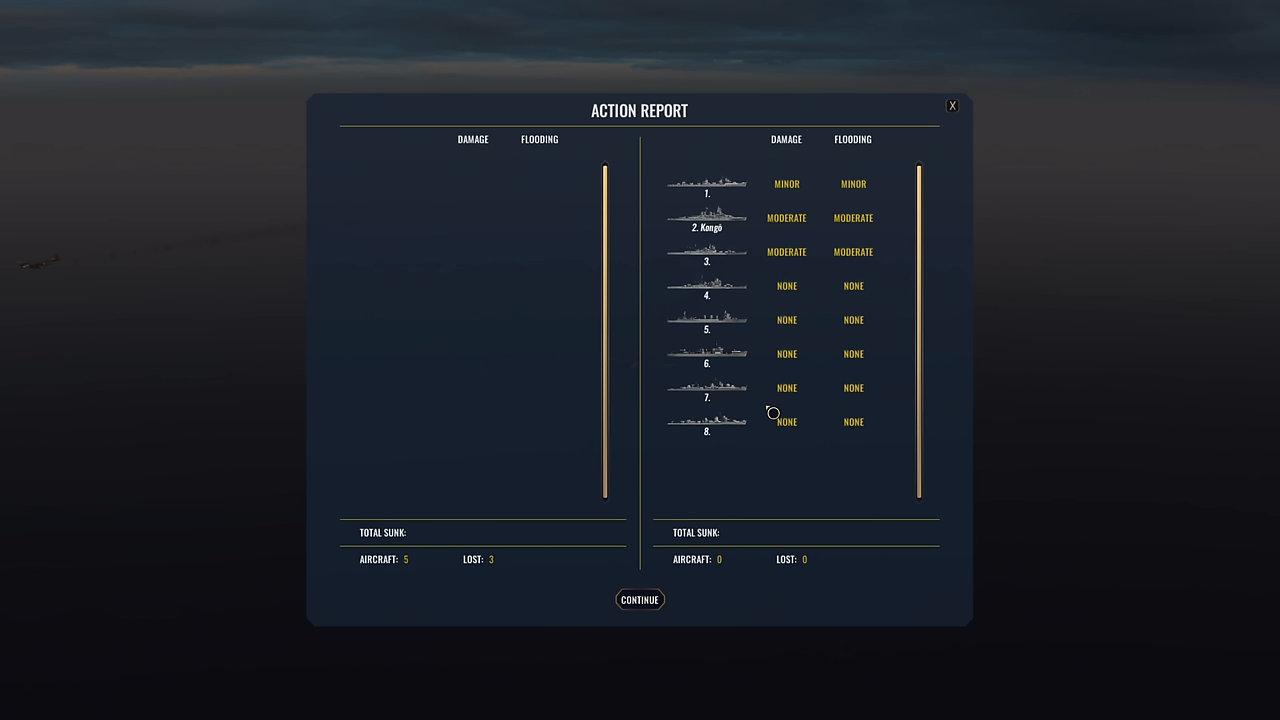 ACTION REPORT
X
DAMAGE FLOODING
DAMAGE FLOODING
MINOR MINOR
1.
MODERATE MODERATE
2. Kongō
MODERATE MODERATE
3.
NONE NONE
4.
NONE NONE
5.
NONE NONE
6.
NONE NONE
7.
NONE NONE
8.
TOTAL SUNK:
AIRCRAFT: 5 LOST: 3
TOTAL SUNK:
AIRCRAFT: 0 LOST: 0
CONTINUE